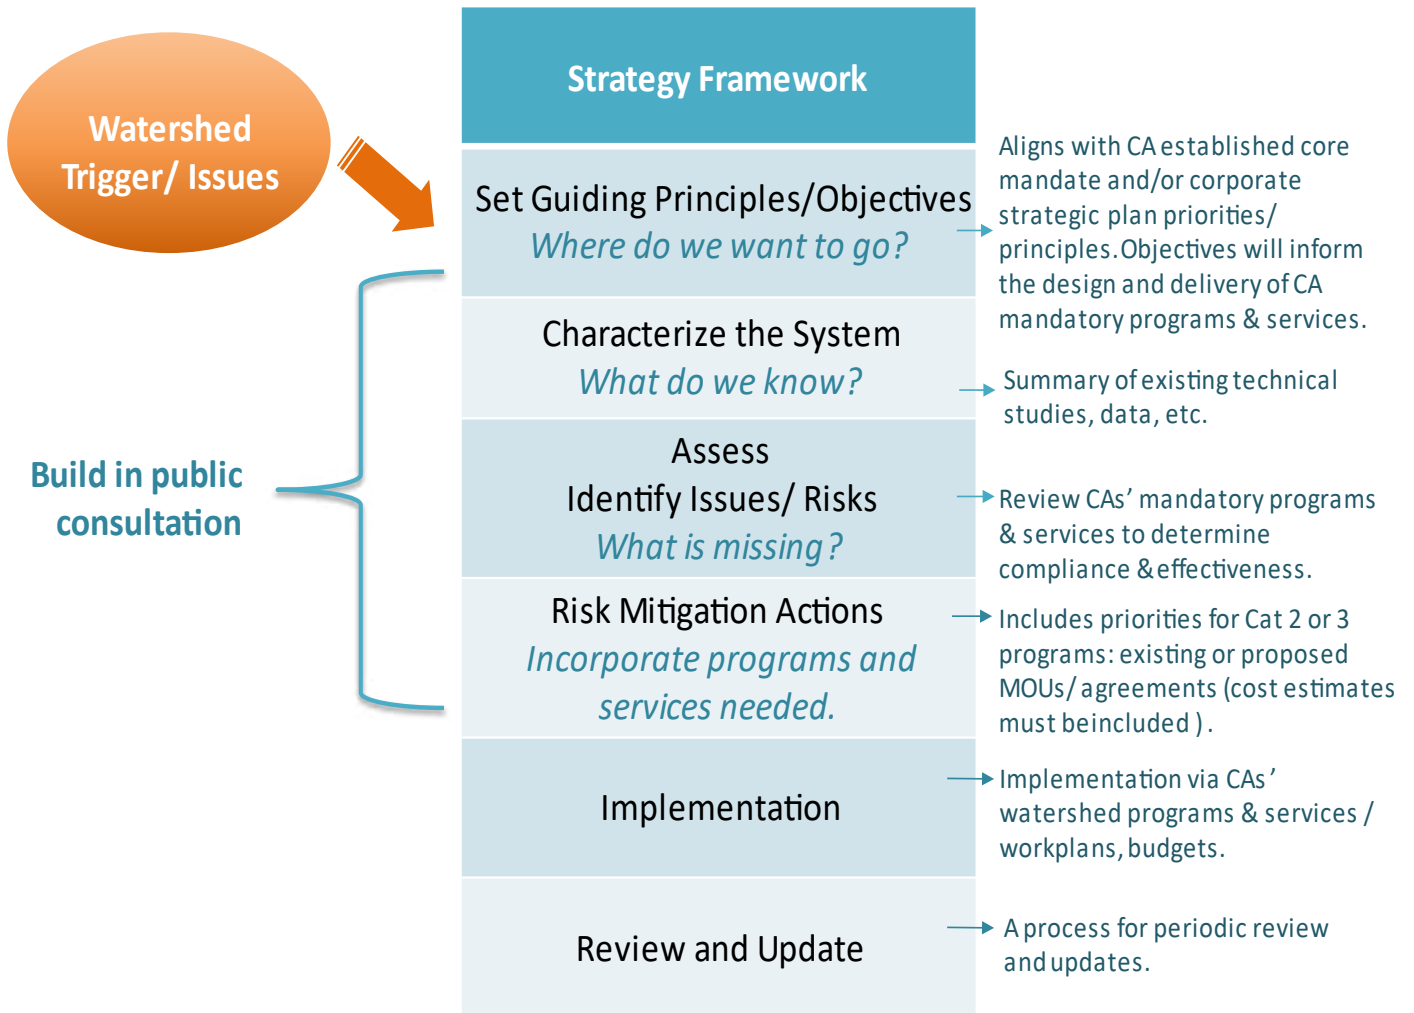 Strategy Framework
Watershed
Trigger/ Issues
Set Guiding Principles/Objectives
Where do we want to go?
Aligns with CA established core
mandate and/or corporate
strategic plan priorities/
principles. Objectives will inform
the design and delivery of CA
mandatory programs & services.
Characterize the System
What do we know?
Summary of existing technical
studies, data, etc.
Build in public
consultation
Assess
Identify Issues/ Risks
What is missing?
Review CAs’ mandatory programs
& services to determine
compliance & effectiveness.
Risk Mitigation Actions
Incorporate programs and
services needed.
Includes priorities for Cat 2 or 3
programs: existing or proposed
MOUs/ agreements (cost estimates
must beincluded ).
Implementation
Implementation via CAs’
watershed programs & services /
workplans, budgets.
Review and Update
A process for periodic review
and updates.